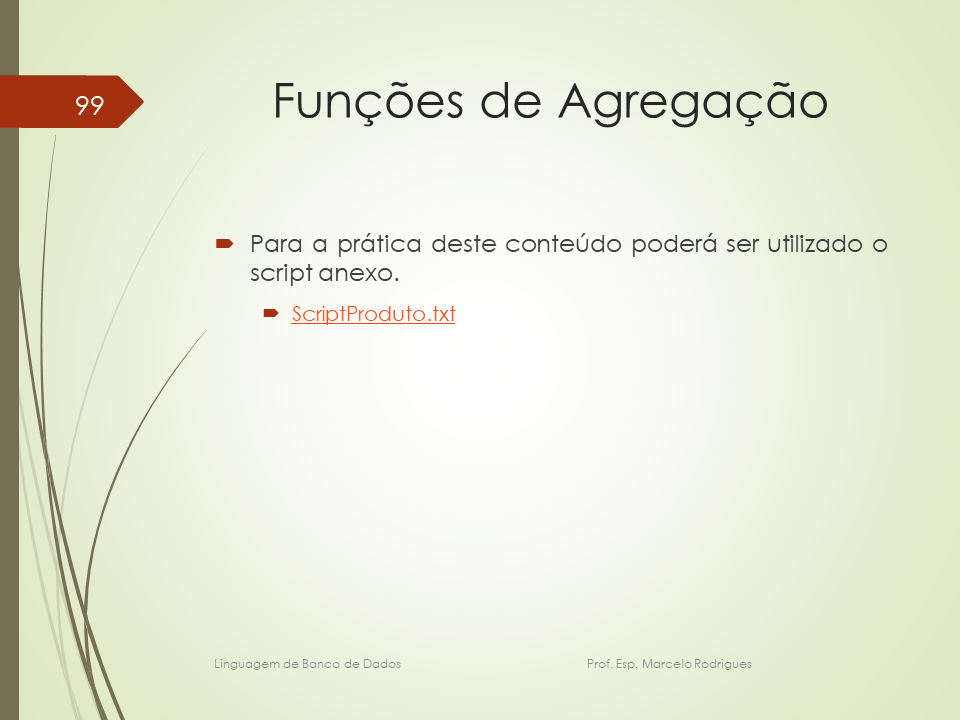 99
Funções de Agregação
Para a prática deste conteúdo poderá ser utilizado o
script anexo.
ScriptProduto.txt
Linguagem de Banco de Dados
Prof. Esp. Marcelo Rodrigues